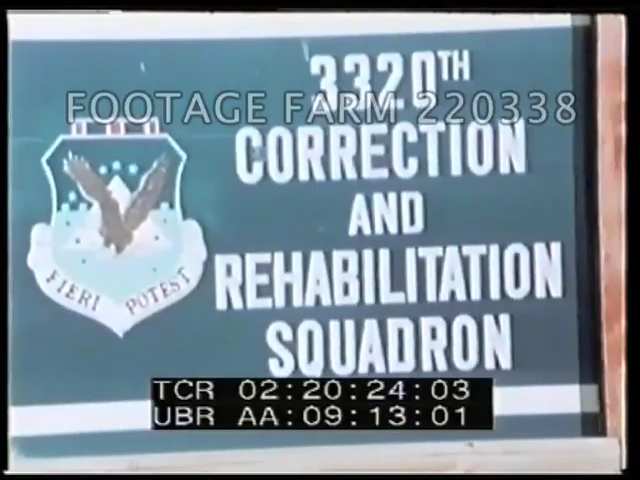 3320TH
FOOTAGE FARM 220338
CORRECTION
AND
REHABILITATION
SQUADRON
FIERI POTEST
TCR 02:20:24:03
UBR AA:09:13:01